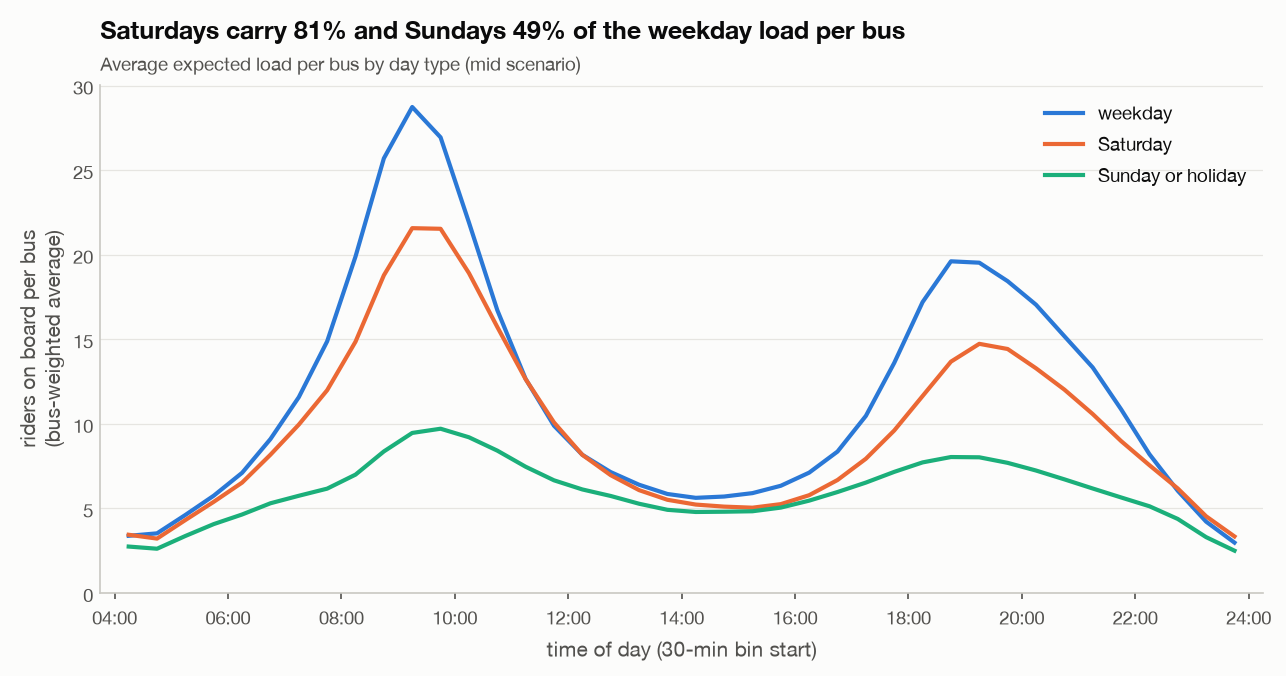 Saturdays carry 81% and Sundays 49% of the weekday load per bus
Average expected load per bus by day type (mid scenario)
weekday
Saturday
Sunday or holiday
riders on board per bus
(bus-weighted average)
30
25
20
15
10
5
0
04:00
06:00
08:00
10:00
12:00
14:00
16:00
18:00
20:00
22:00
24:00
time of day (30-min bin start)